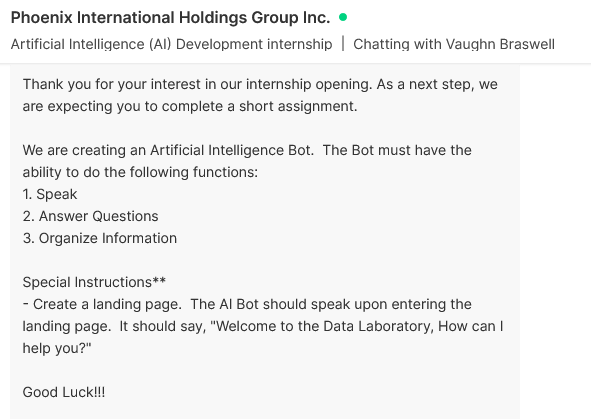 Phoenix International Holdings Group Inc.
Artificial Intelligence (AI) Development internship | Chatting with Vaughn Braswell
Thank you for your interest in our internship opening. As a next step, we
are expecting you to complete a short assignment.
We are creating an Artificial Intelligence Bot.  The Bot must have the
ability to do the following functions:
1. Speak
2. Answer Questions
3. Organize Information
Special Instructions**
- Create a landing page.  The AI Bot should speak upon entering the
landing page.  It should say, "Welcome to the Data Laboratory, How can I
help you?"
Good Luck!!!